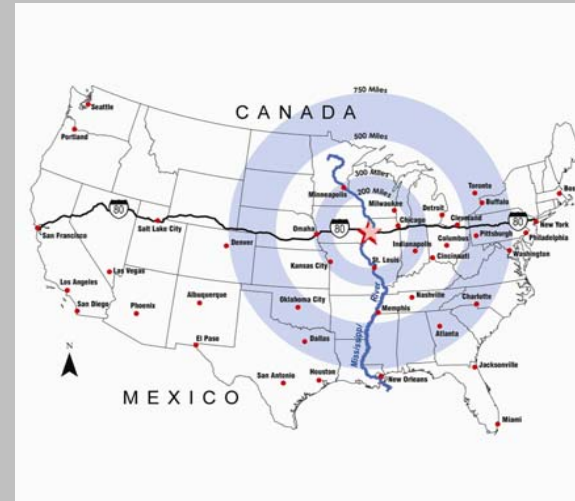 750 Miles
CANADA
500 Miles
Seattle
Portland
300 Miles
Toronto
Minneapolis
200 Miles
Milwaukee
Buffalo
Detroit
80
Salt Lake City
Omaha
80
Chicago
Cleveland
80
New York
San Francisco
Denver
Indianapolis
Columbus
Pittsburgh
Philadelphia
Kansas City
St. Louis
Cincinnati
Washington
Las Vegas
Los Angeles
River
Nashville
Charlotte
San Diego
Phoenix
Albuquerque
Oklahoma City
Memphis
Atlanta
El Paso
Dallas
Mississippi
N
Jacksonville
San Antonio
Houston
New Orleans
MEXICO
Miami